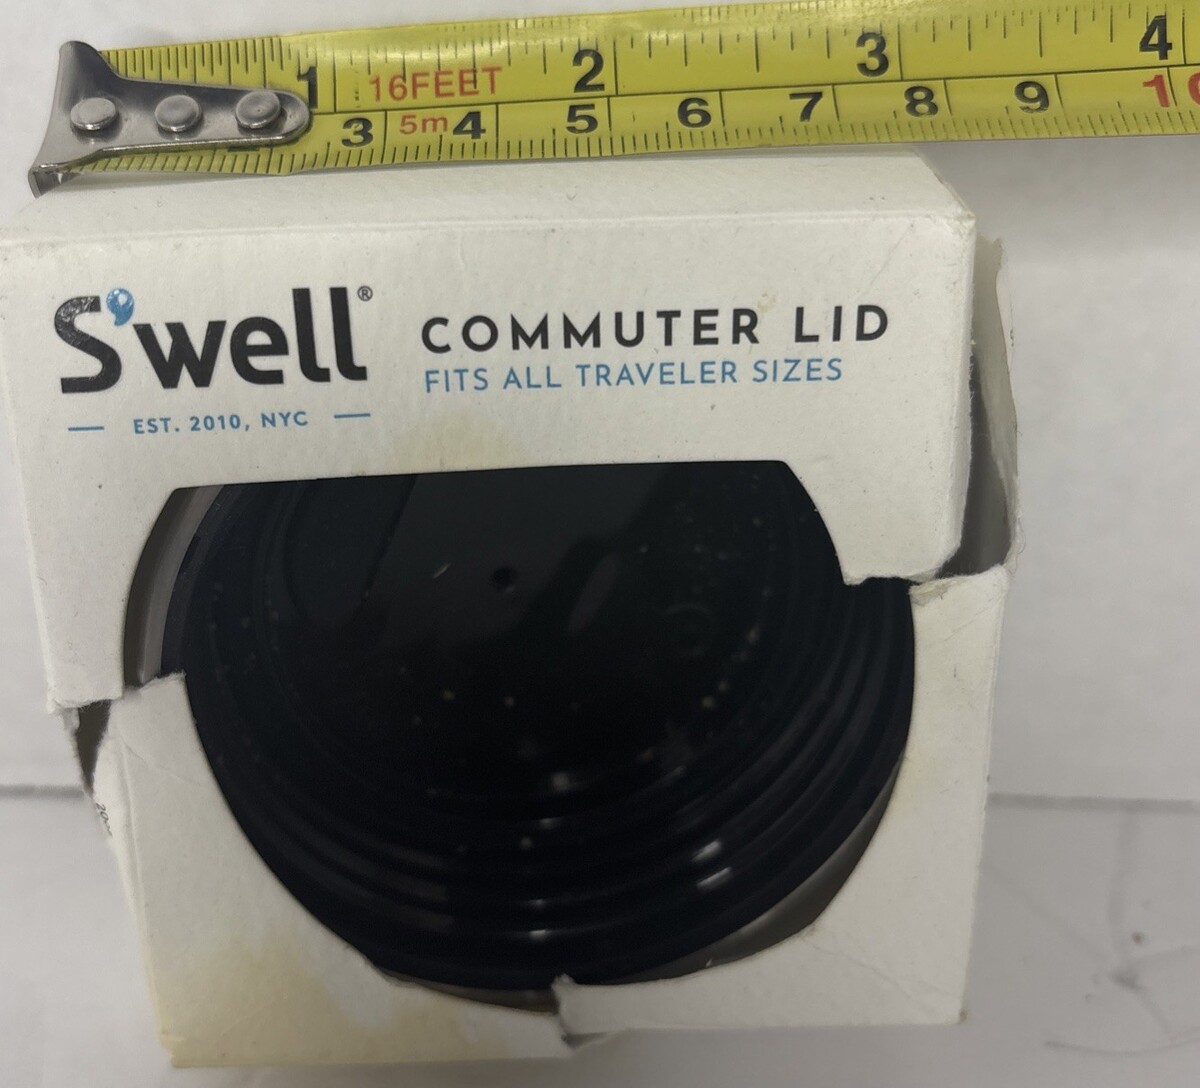 1 16FEET 2 3 4
3 5m 4 5 6 7 8 9 10
S'well®
EST. 2010, NYC
COMMUTER LID
FITS ALL TRAVELER SIZES